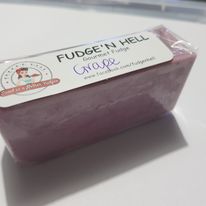 FUDGE'N HELL
Gourmet Fudge
Grape
www.facebook.com/fudgenhell